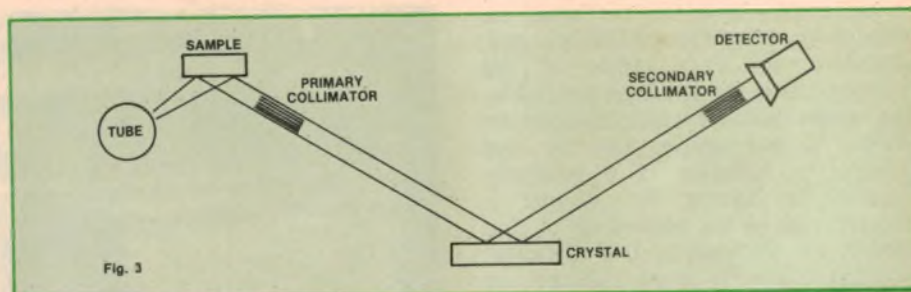 SAMPLE
PRIMARY
COLLIMATOR
TUBE
DETECTOR
SECONDARY
COLLIMATOR
CRYSTAL
Fig. 3